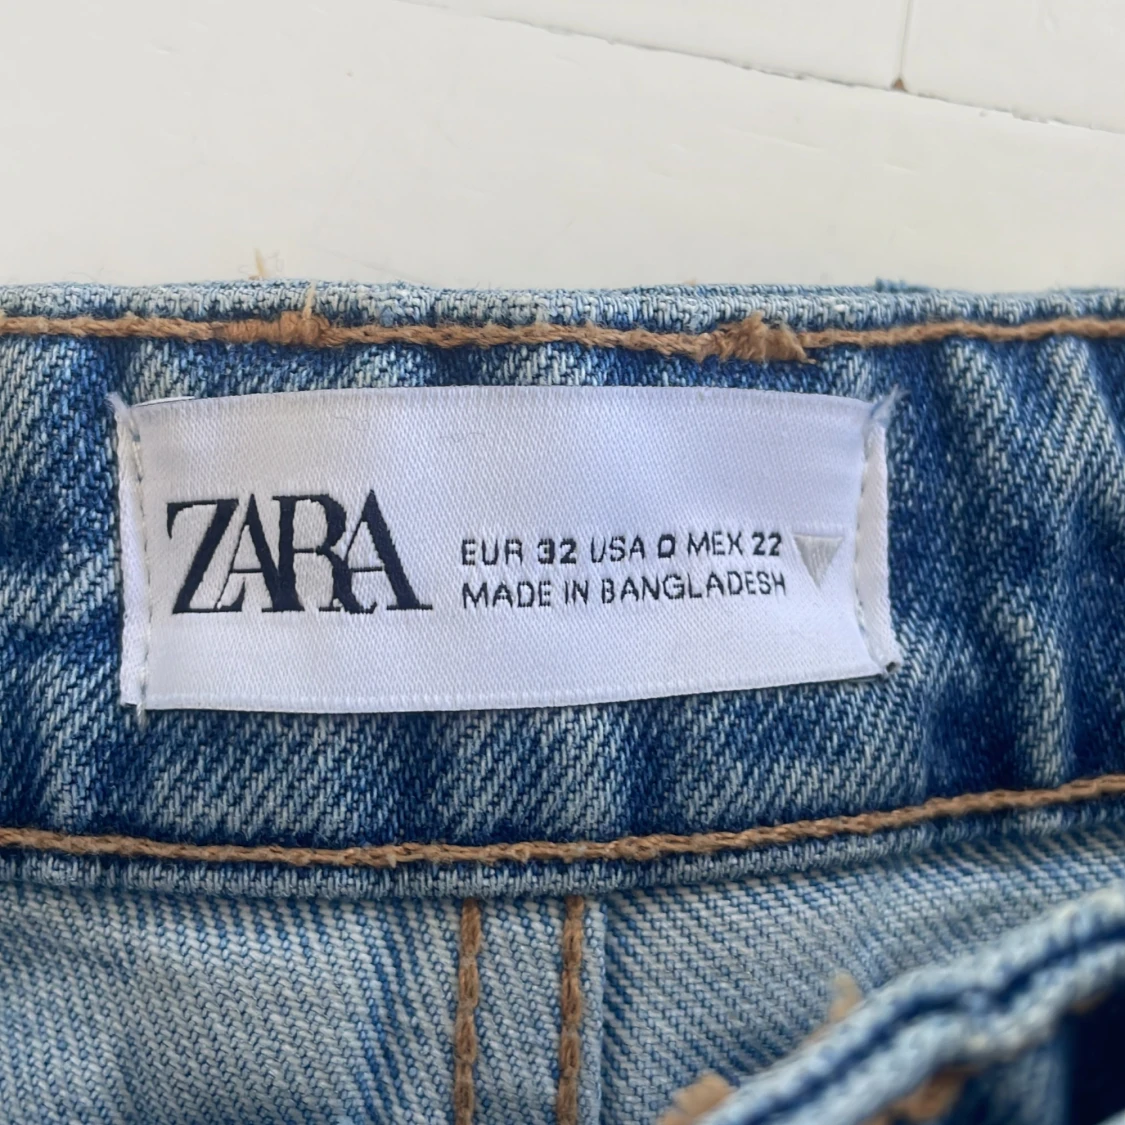 ZARA
EUR 32 USA 0 MEX 22
MADE IN BANGLADESH